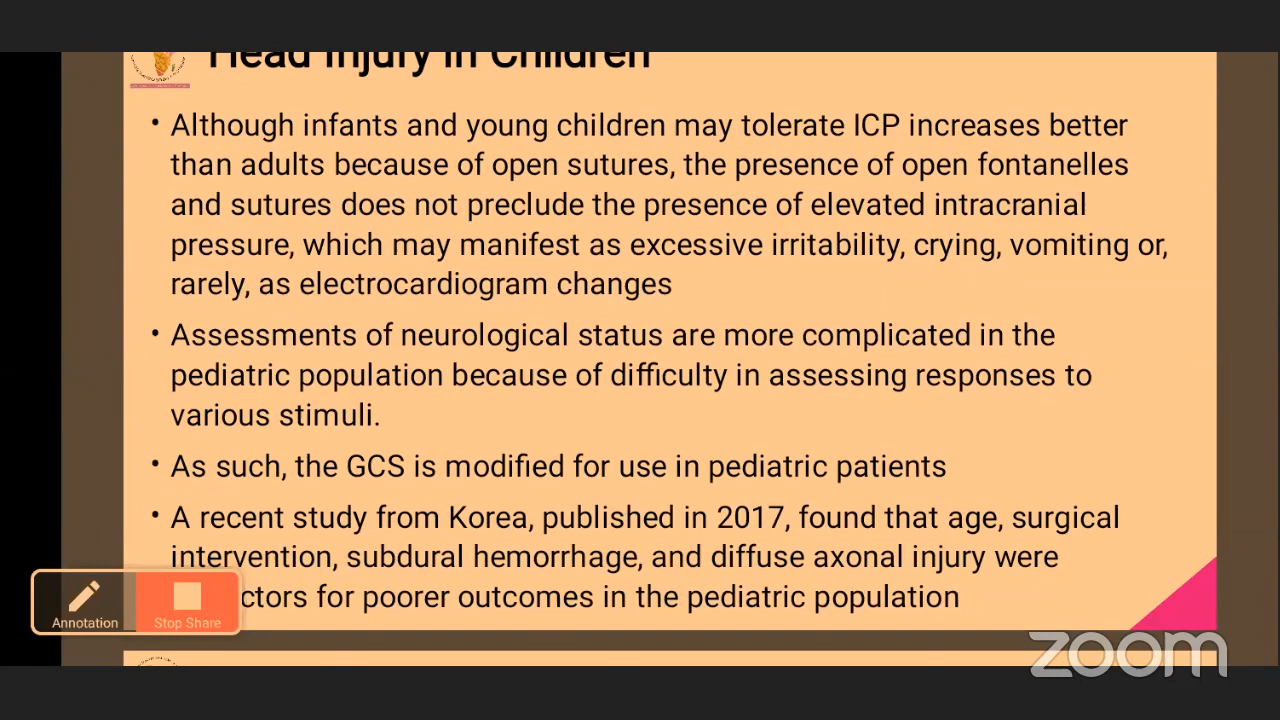 Head Injury in Children
• Although infants and young children may tolerate ICP increases better
than adults because of open sutures, the presence of open fontanelles
and sutures does not preclude the presence of elevated intracranial
pressure, which may manifest as excessive irritability, crying, vomiting or,
rarely, as electrocardiogram changes
• Assessments of neurological status are more complicated in the
pediatric population because of difficulty in assessing responses to
various stimuli.
• As such, the GCS is modified for use in pediatric patients
• A recent study from Korea, published in 2017, found that age, surgical
intervention, subdural hemorrhage, and diffuse axonal injury were
ctors for poorer outcomes in the pediatric population
Annotation
Stop Share
zoom